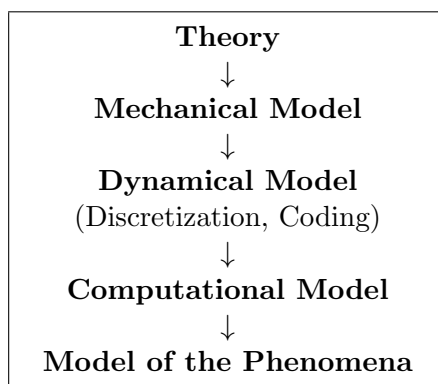 Theory
↓
Mechanical Model
↓
Dynamical Model
(Discretization, Coding)
↓
Computational Model
↓
Model of the Phenomena